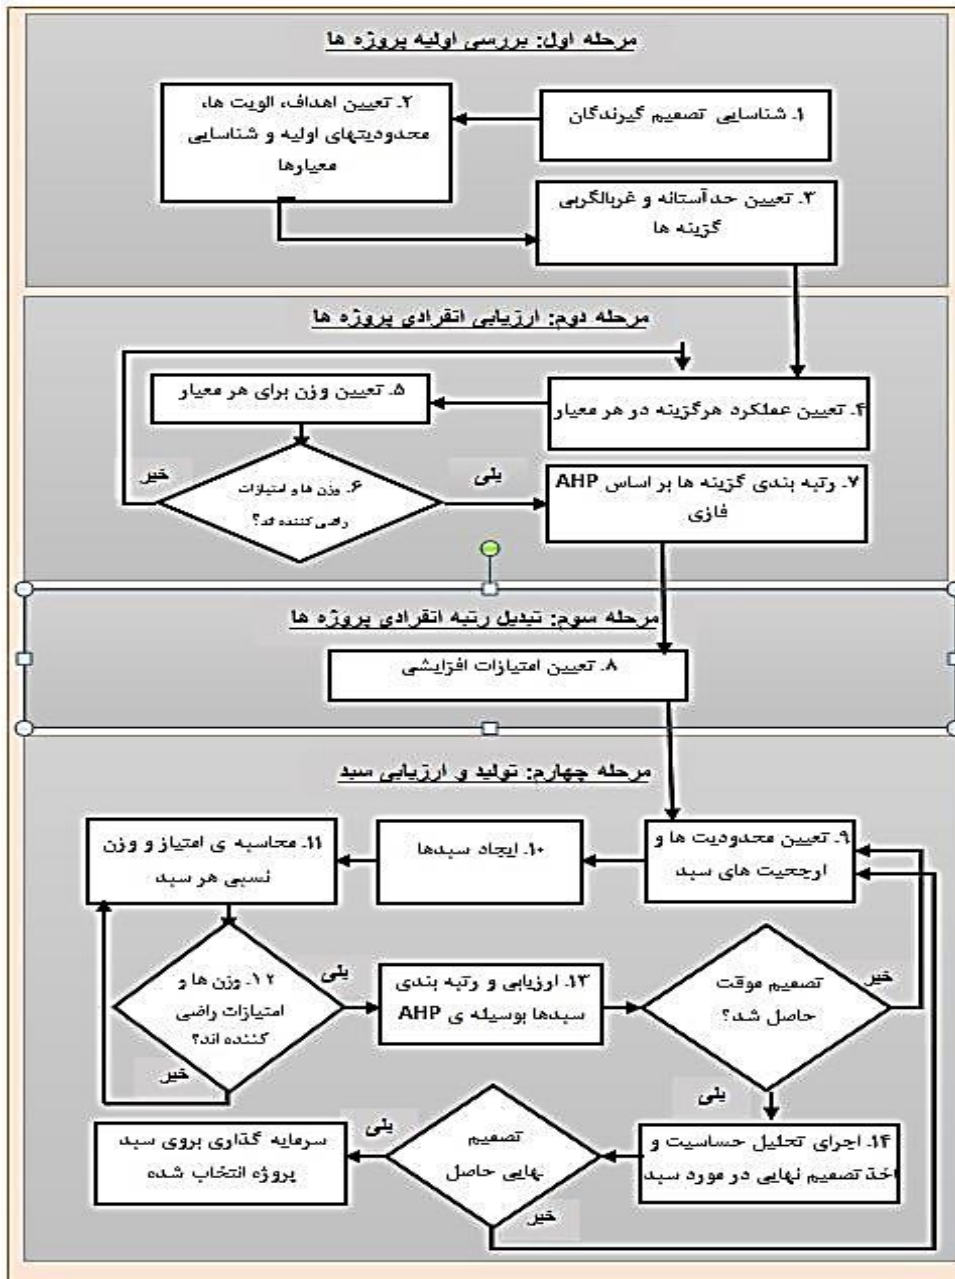 مرحله اول: بررسی اولیه پروژه ها
۱. شناسایی تصمیم گیرندگان
۲. تعیین اهداف، الویت ها،
محدودیتهای اولیه و شناسایی
معیارها
۳. تعیین حدآستانه و غربالگربی
گزینه ها
مرحله دوم: ارزیابی انفرادی پروژه ها
۴. تعیین عملکرد هرگزینه در هر معیار
۵. تعیین وزن برای هر معیار
۶. وزن ها و امتیازات
راضی کننده اند؟
خیر
بلی
۷. رتبه بندی گزینه ها بر اساس AHP
فازی
مرحله سوم: تبدیل رتبه انفرادی پروژه ها
۸. تعیین امتیازات افزایشی
مرحله چهارم: تولید و ارزیابی سبد
۹. تعیین محدودیت ها و
ارجحیت های سبد
۱۰. ایجاد سبدها
۱۱. محاسبه ی امتیاز و وزن
نسبی هر سبد
۱۲. وزن ها و
امتیازات راضی
کننده اند؟
بلی
خیر
۱۳. ارزیابی و رتبه بندی
سبدها بوسیله ی AHP
تصمیم موقت
حاصل شد؟
خیر
بلی
۱۴. اجرای تحلیل حساسیت و
اخذ تصمیم نهایی در مورد سبد
تصمیم
نهایی حاصل
بلی
خیر
سرمایه گذاری بروی سبد
پروژه انتخاب شده